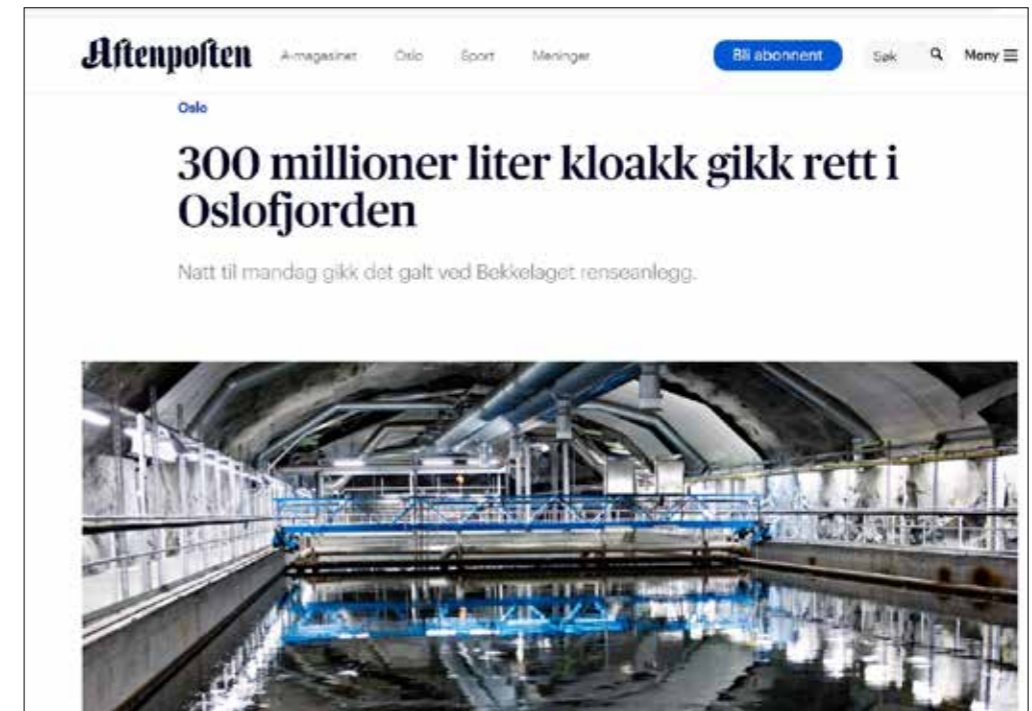 Aftenposten A-magasinet Oslo Sport Meninger Bli abonnent Søk Meny
Oslo
300 millioner liter kloakk gikk rett i
Oslofjorden
Natt til mandag gikk det galt ved Bekkelaget renseanlegg.